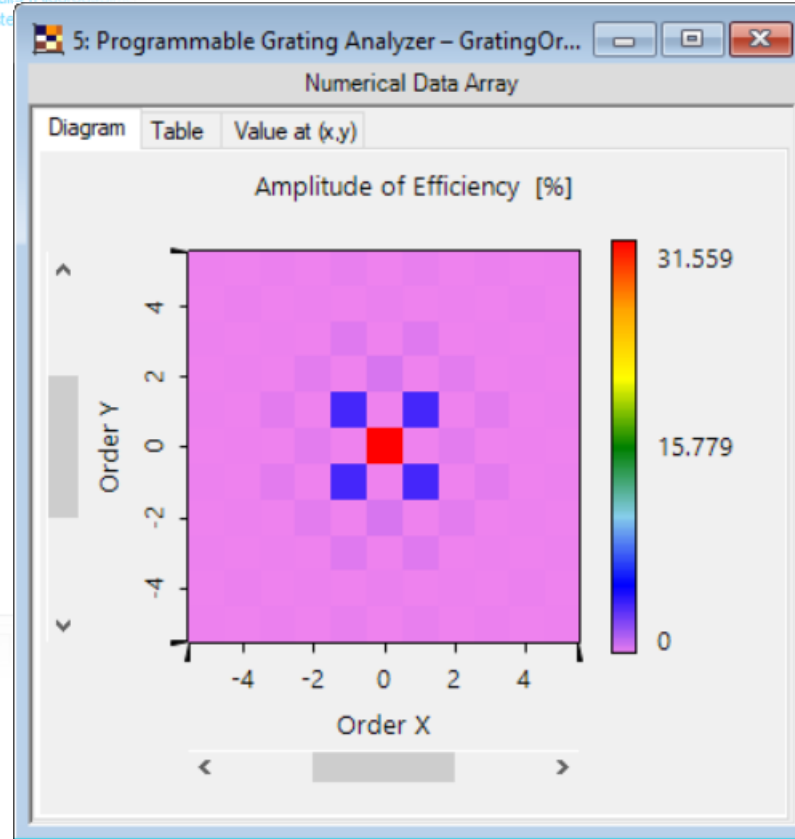 5: Programmable Grating Analyzer – GratingOr...
Numerical Data Array
Diagram Table Value at (x,y)
Amplitude of Efficiency [%]
31.559
15.779
0
4
2
0
-2
-4
Order Y
-4 -2 0 2 4
Order X